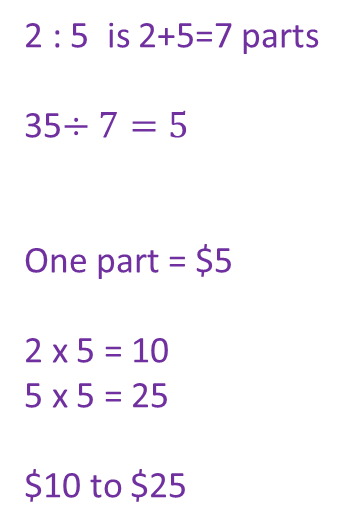 2 : 5 is 2+5=7 parts
35÷ 7 = 5
One part = $5
2 x 5 = 10
5 x 5 = 25
$10 to $25